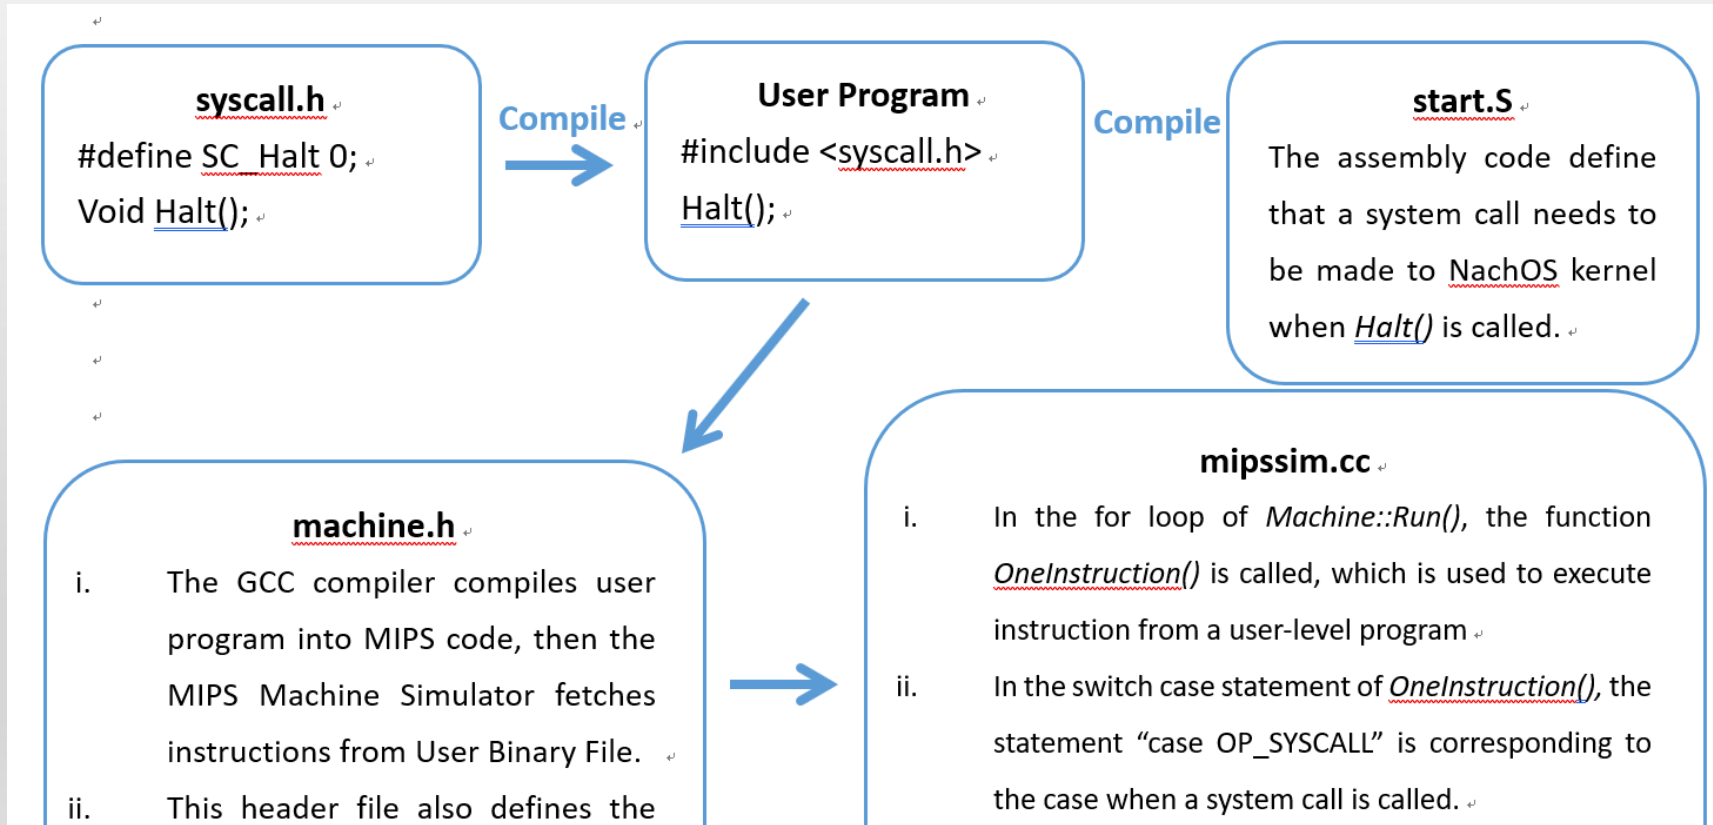 syscall.h
#define SC_Halt 0;
Void Halt();
Compile
User Program
#include <syscall.h>
Halt();
Compile
start.S
The assembly code define
that a system call needs to
be made to NachOS kernel
when Halt() is called.
machine.h
i. The GCC compiler compiles user
program into MIPS code, then the
MIPS Machine Simulator fetches
instructions from User Binary File.
ii. This header file also defines the
mipssim.cc
i. In the for loop of Machine::Run(), the function
OneInstruction() is called, which is used to execute
instruction from a user-level program
ii. In the switch case statement of OneInstruction(), the
statement “case OP_SYSCALL” is corresponding to
the case when a system call is called.